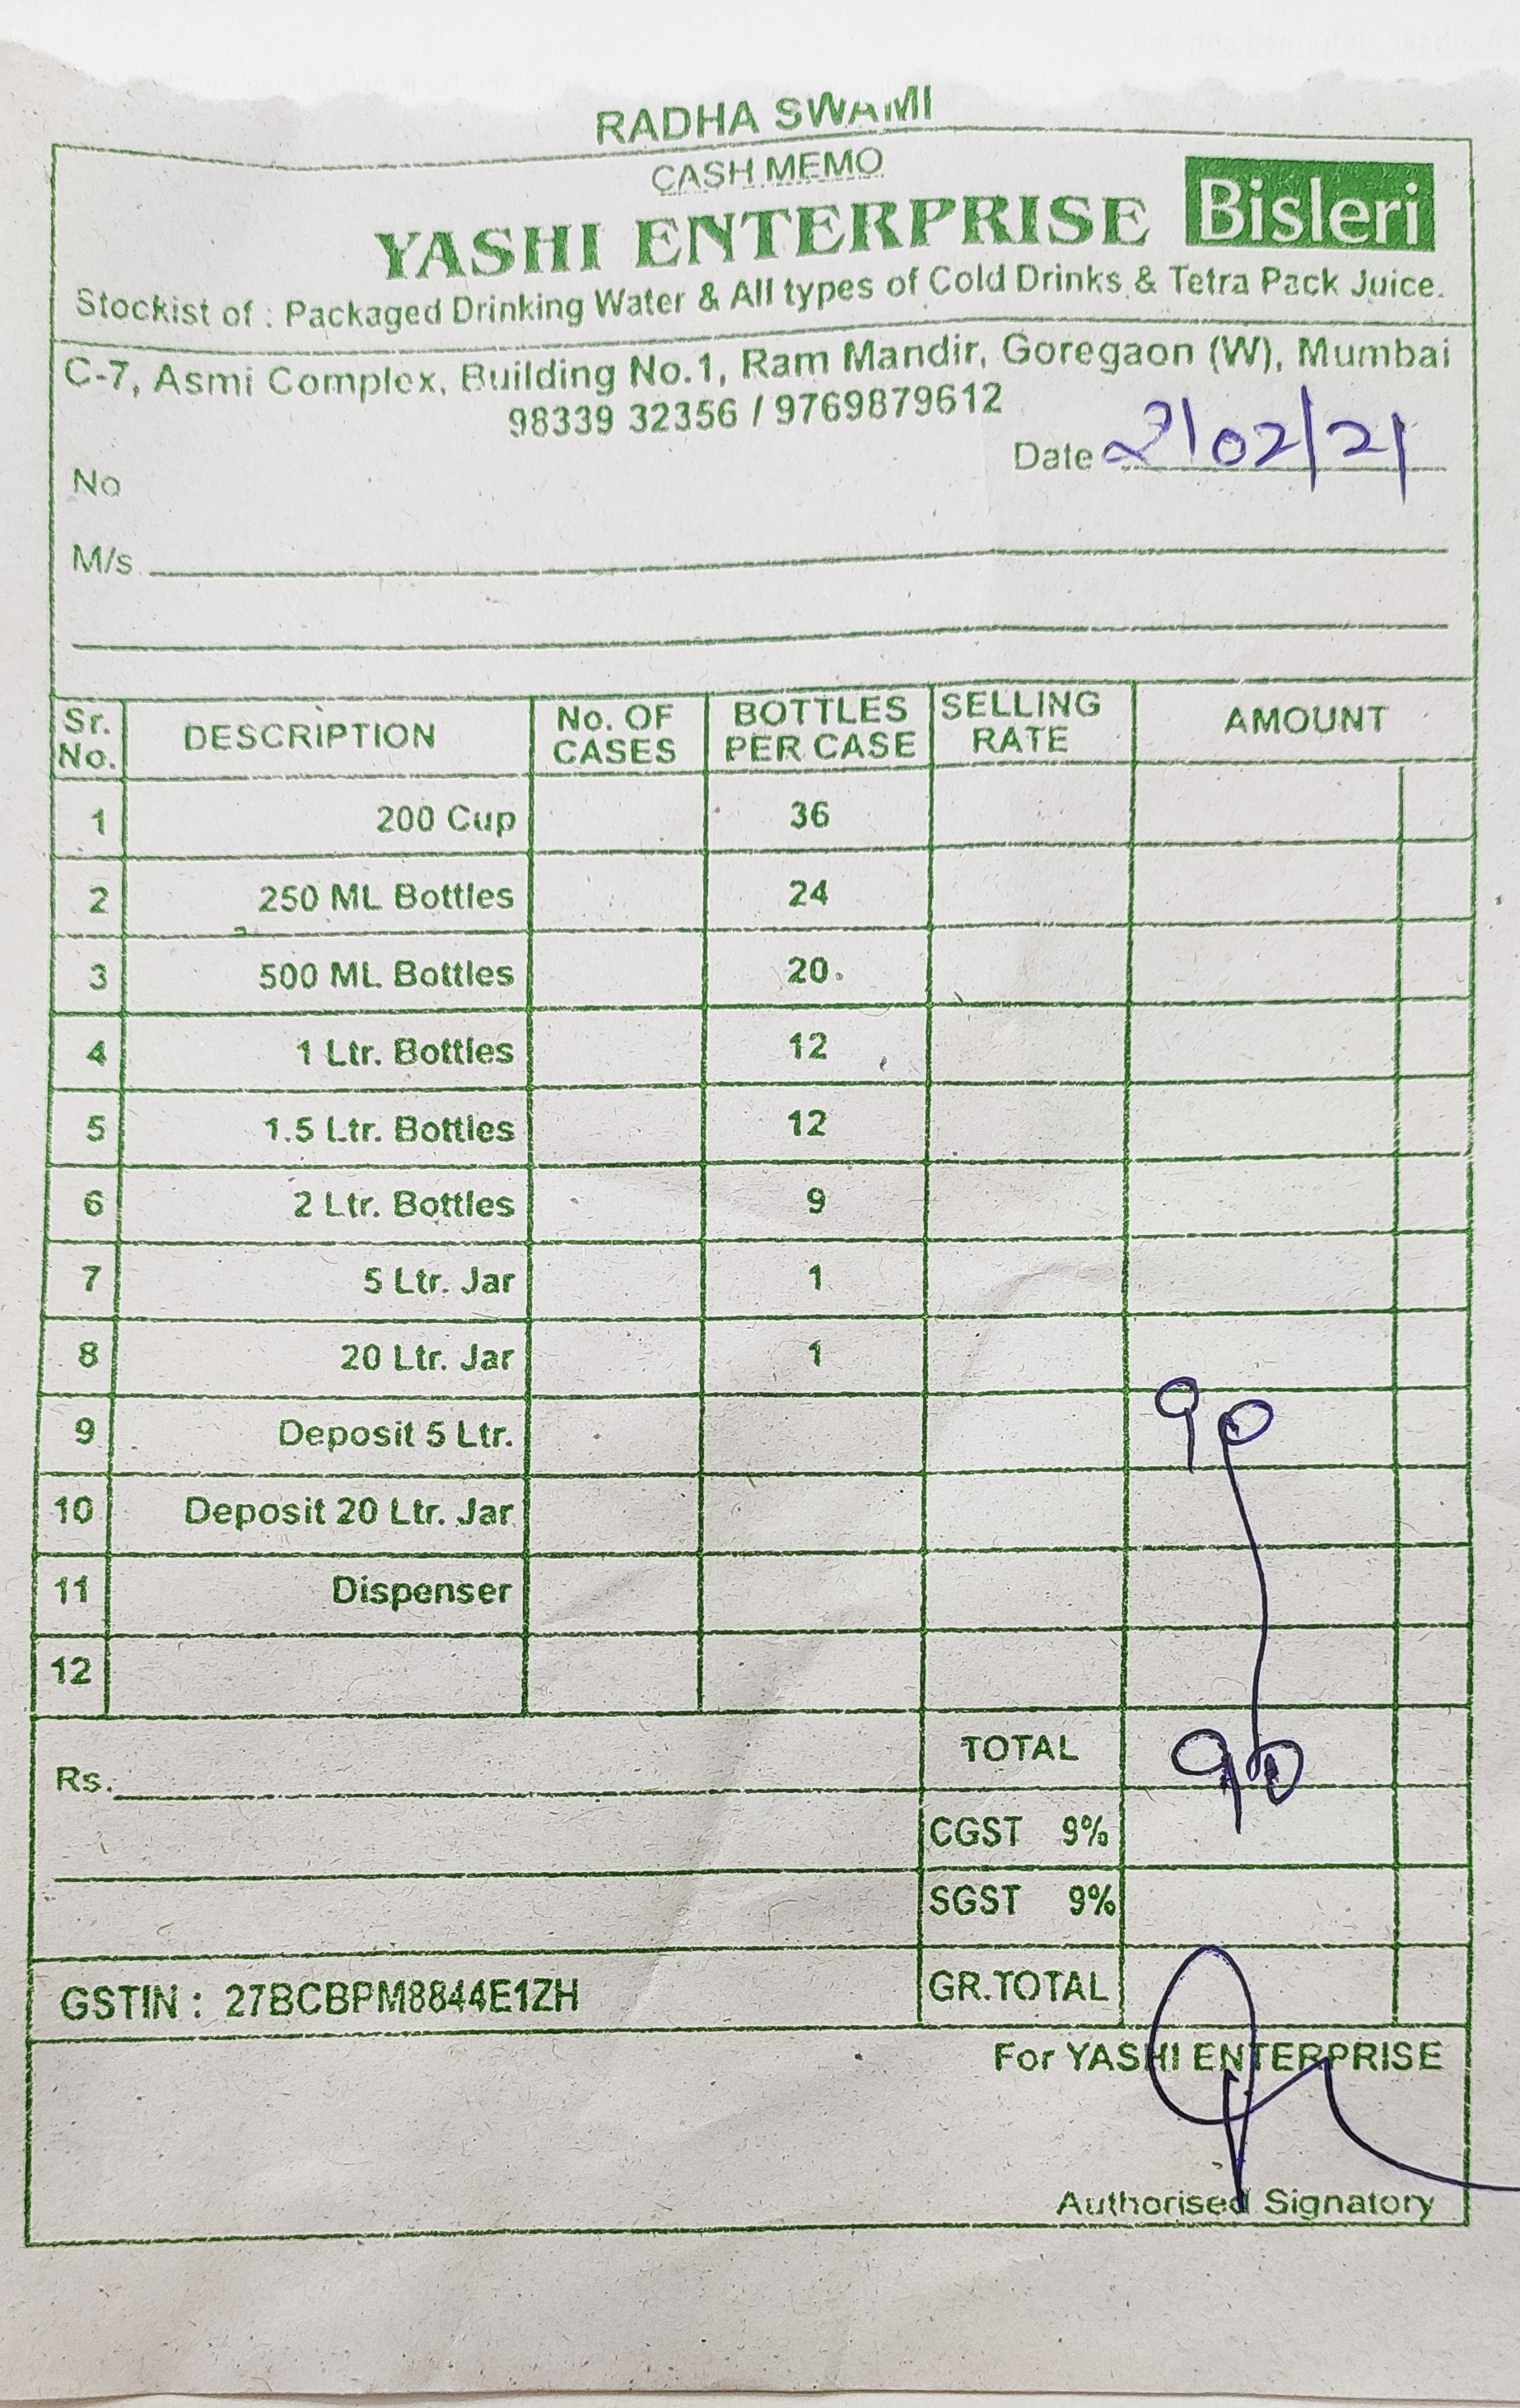 RADHA SWAMI
CASH MEMO
YASHI ENTERPRISE Bisleri
Stockist of : Packaged Drinking Water & All types of Cold Drinks & Tetra Pack Juice.
C-7, Asmi Complex, Building No.1, Ram Mandir, Goregaon (W), Mumbai
98339 32356 / 9769879612
Date 2/02/21
No
M/s.
Sr. No. DESCRIPTION No. OF CASES BOTTLES PER CASE SELLING RATE AMOUNT
1 200 Cup 36
2 250 ML Bottles 24
3 500 ML Bottles 20
4 1 Ltr. Bottles 12
5 1.5 Ltr. Bottles 12
6 2 Ltr. Bottles 9
7 5 Ltr. Jar 1
8 20 Ltr. Jar 1
9 Deposit 5 Ltr. 90
10 Deposit 20 Ltr. Jar
11 Dispenser
12
Rs. TOTAL 90
CGST 9%
SGST 9%
GSTIN : 27BCBPM8844E1ZH GR.TOTAL
For YASHI ENTERPRISE
Authorised Signatory